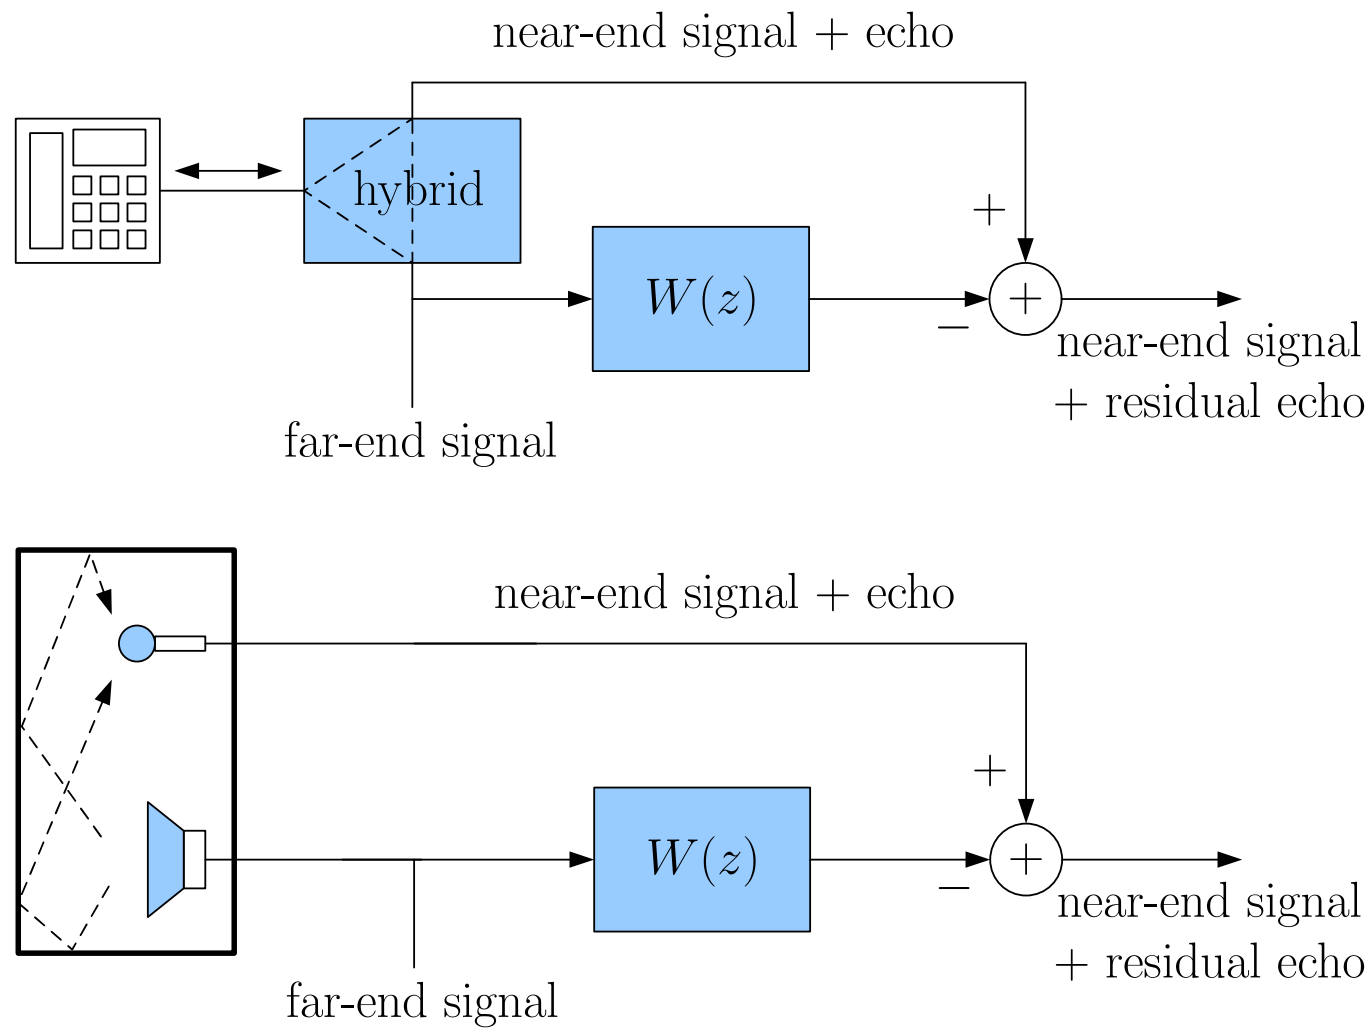 near-end signal + echo
hybrid
+
W(z)
+
−
near-end signal
+ residual echo
far-end signal
near-end signal + echo
+
W(z)
+
−
near-end signal
+ residual echo
far-end signal